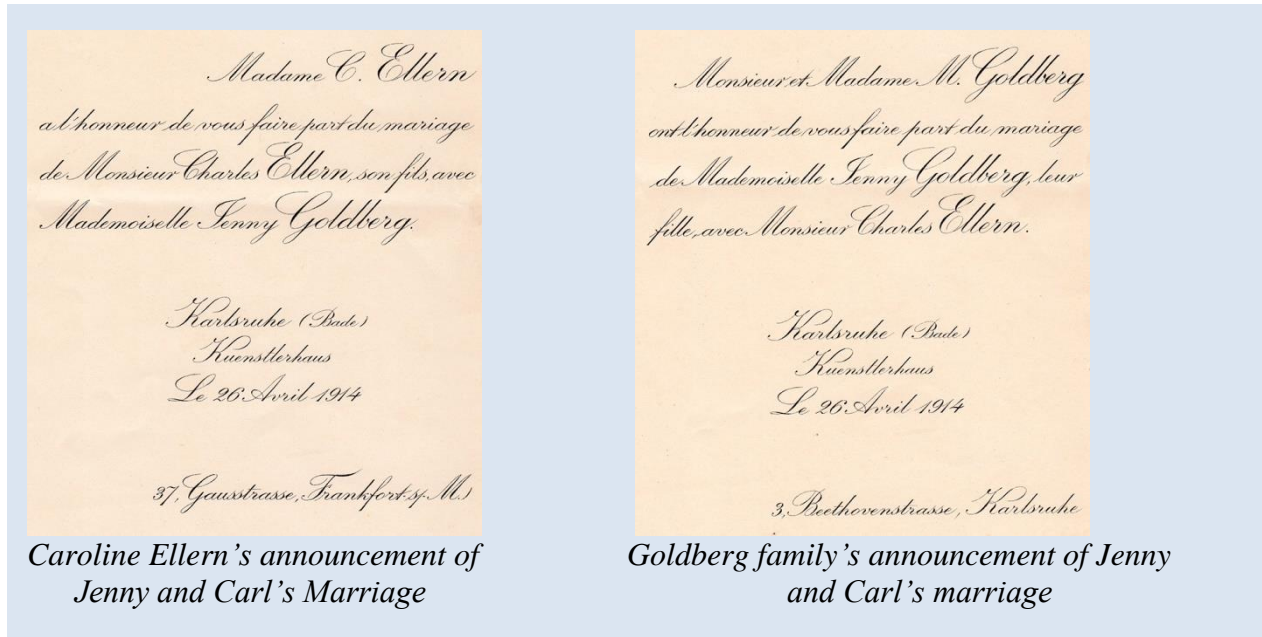 Madame C. Ellern
a l'honneur de vous faire part du mariage
de Monsieur Charles Ellern, son fils, avec
Mademoiselle Jenny Goldberg.
Karlsruhe (Bade)
Kuenstlerhaus
Le 26 Avril 1914
37, Gausstrasse, Frankfort s/ M.
Caroline Ellern's announcement of
Jenny and Carl's Marriage
Monsieur et Madame M. Goldberg
ont l'honneur de vous faire part du mariage
de Mademoiselle Jenny Goldberg, leur
fille, avec Monsieur Charles Ellern.
Karlsruhe (Bade)
Kuenstlerhaus
Le 26 Avril 1914
3, Beethovenstrasse, Karlsruhe
Goldberg family's announcement of Jenny
and Carl's marriage